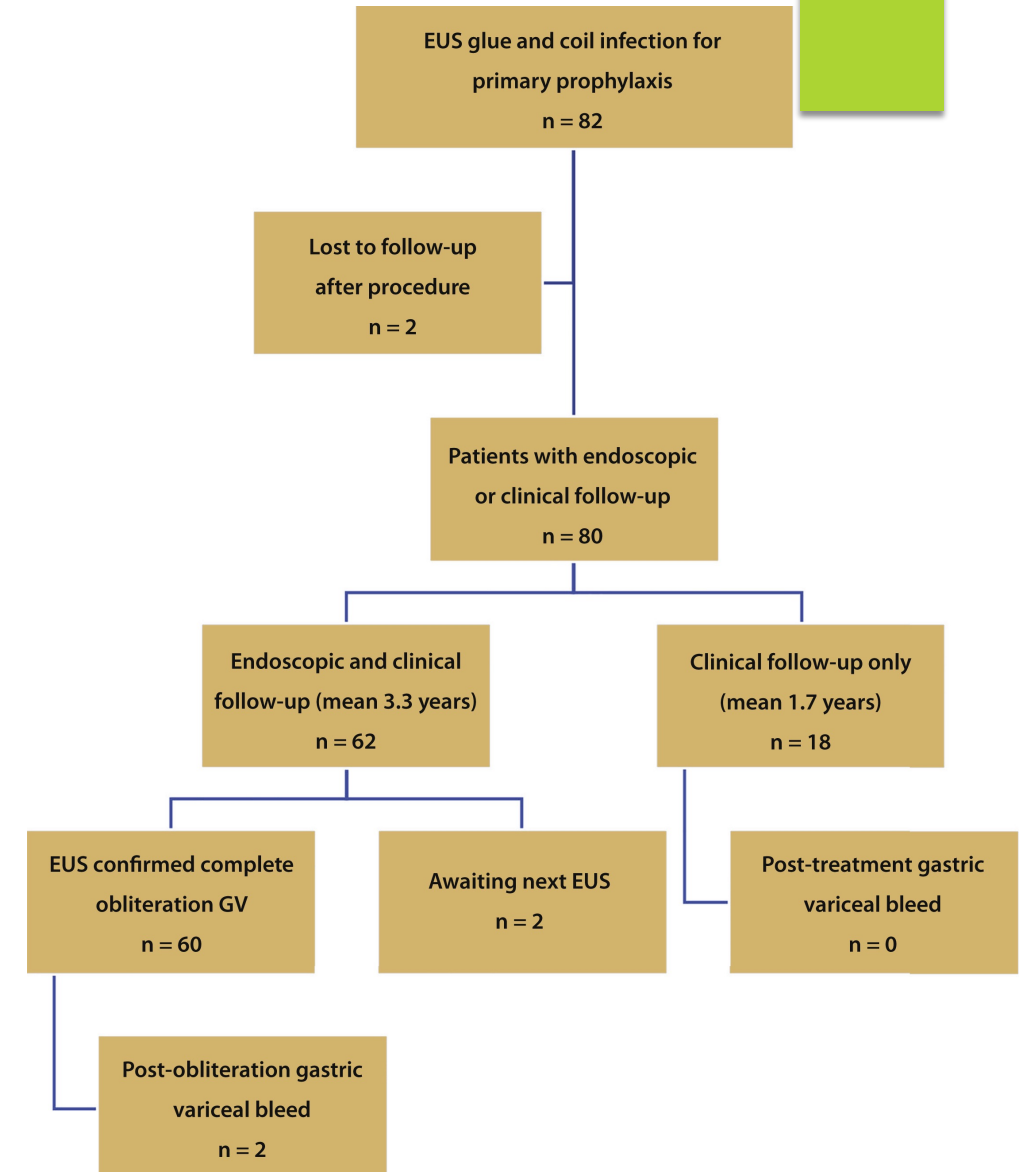 EUS glue and coil infection for
primary prophylaxis
n = 82
Lost to follow-up
after procedure
n = 2
Patients with endoscopic
or clinical follow-up
n = 80
Endoscopic and clinical
follow-up (mean 3.3 years)
n = 62
Clinical follow-up only
(mean 1.7 years)
n = 18
EUS confirmed complete
obliteration GV
n = 60
Awaiting next EUS
n = 2
Post-treatment gastric
variceal bleed
n = 0
Post-obliteration gastric
variceal bleed
n = 2